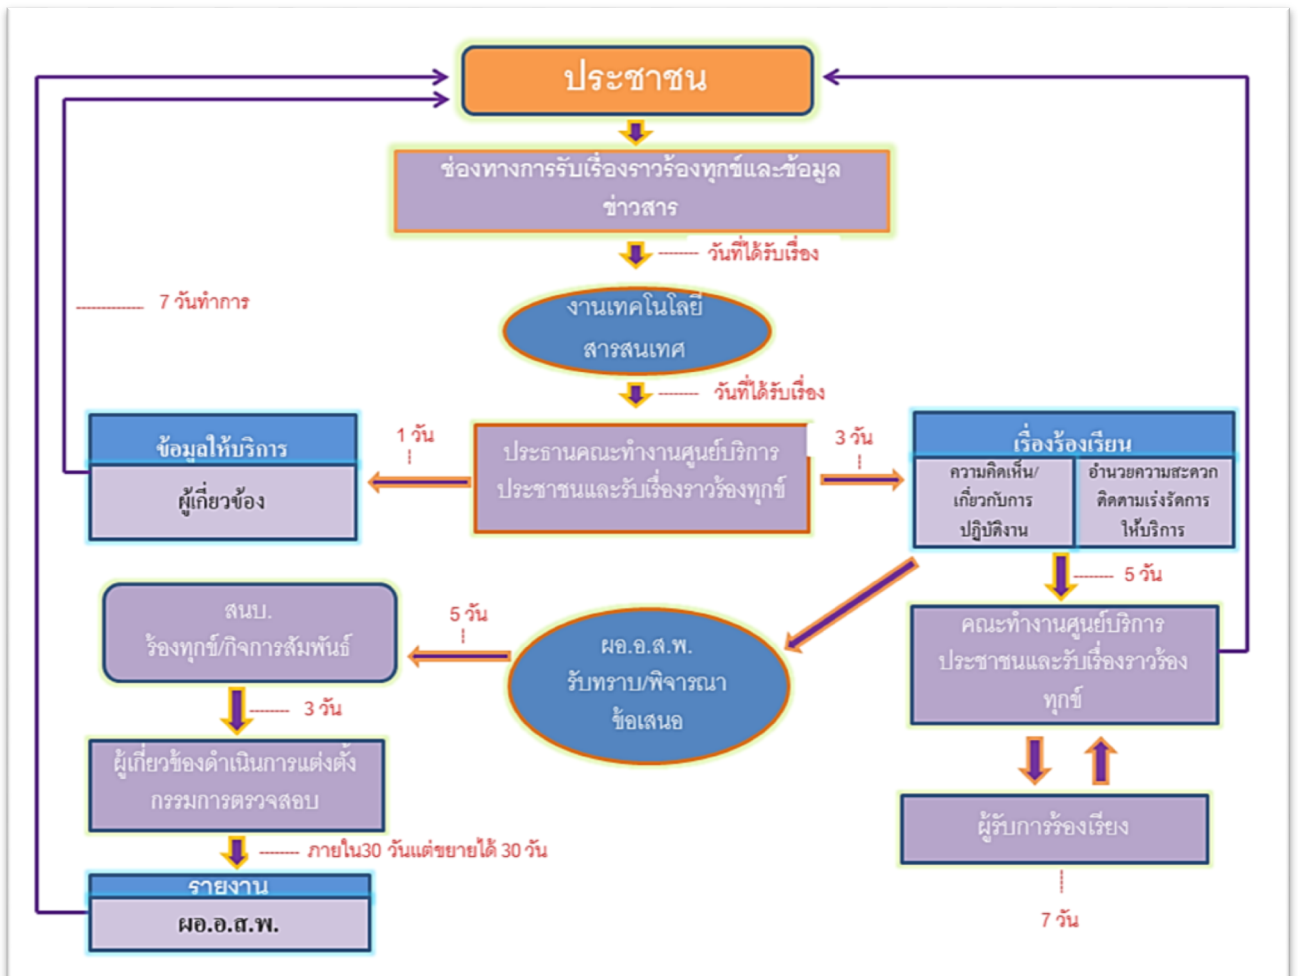 ประชาชน
ช่องทางการรับเรื่องราวร้องทุกข์และข้อมูล
ข่าวสาร
วันที่ได้รับเรื่อง
7 วันทำการ
งานเทคโนโลยี
สารสนเทศ
วันที่ได้รับเรื่อง
ข้อมูลให้บริการ
ผู้เกี่ยวข้อง
1 วัน
ประธานคณะทำงานศูนย์บริการ
ประชาชนและรับเรื่องราวร้องทุกข์
3 วัน
เรื่องร้องเรียน
ความคิดเห็น/
เกี่ยวกับการ
ปฏิบัติงาน
อำนวยความสะดวก
ติดตามเร่งรัดการ
ให้บริการ
5 วัน
สนบ.
ร้องทุกข์/กิจการสัมพันธ์
5 วัน
ผอ.อ.ส.พ.
รับทราบ/พิจารณา
ข้อเสนอ
คณะทำงานศูนย์บริการ
ประชาชนและรับเรื่องราวร้อง
ทุกข์
3 วัน
ผู้เกี่ยวข้องดำเนินการแต่งตั้ง
กรรมการตรวจสอบ
ผู้รับการร้องเรียง
ภายใน30 วันแต่ขยายได้ 30 วัน
รายงาน
ผอ.อ.ส.พ.
7 วัน